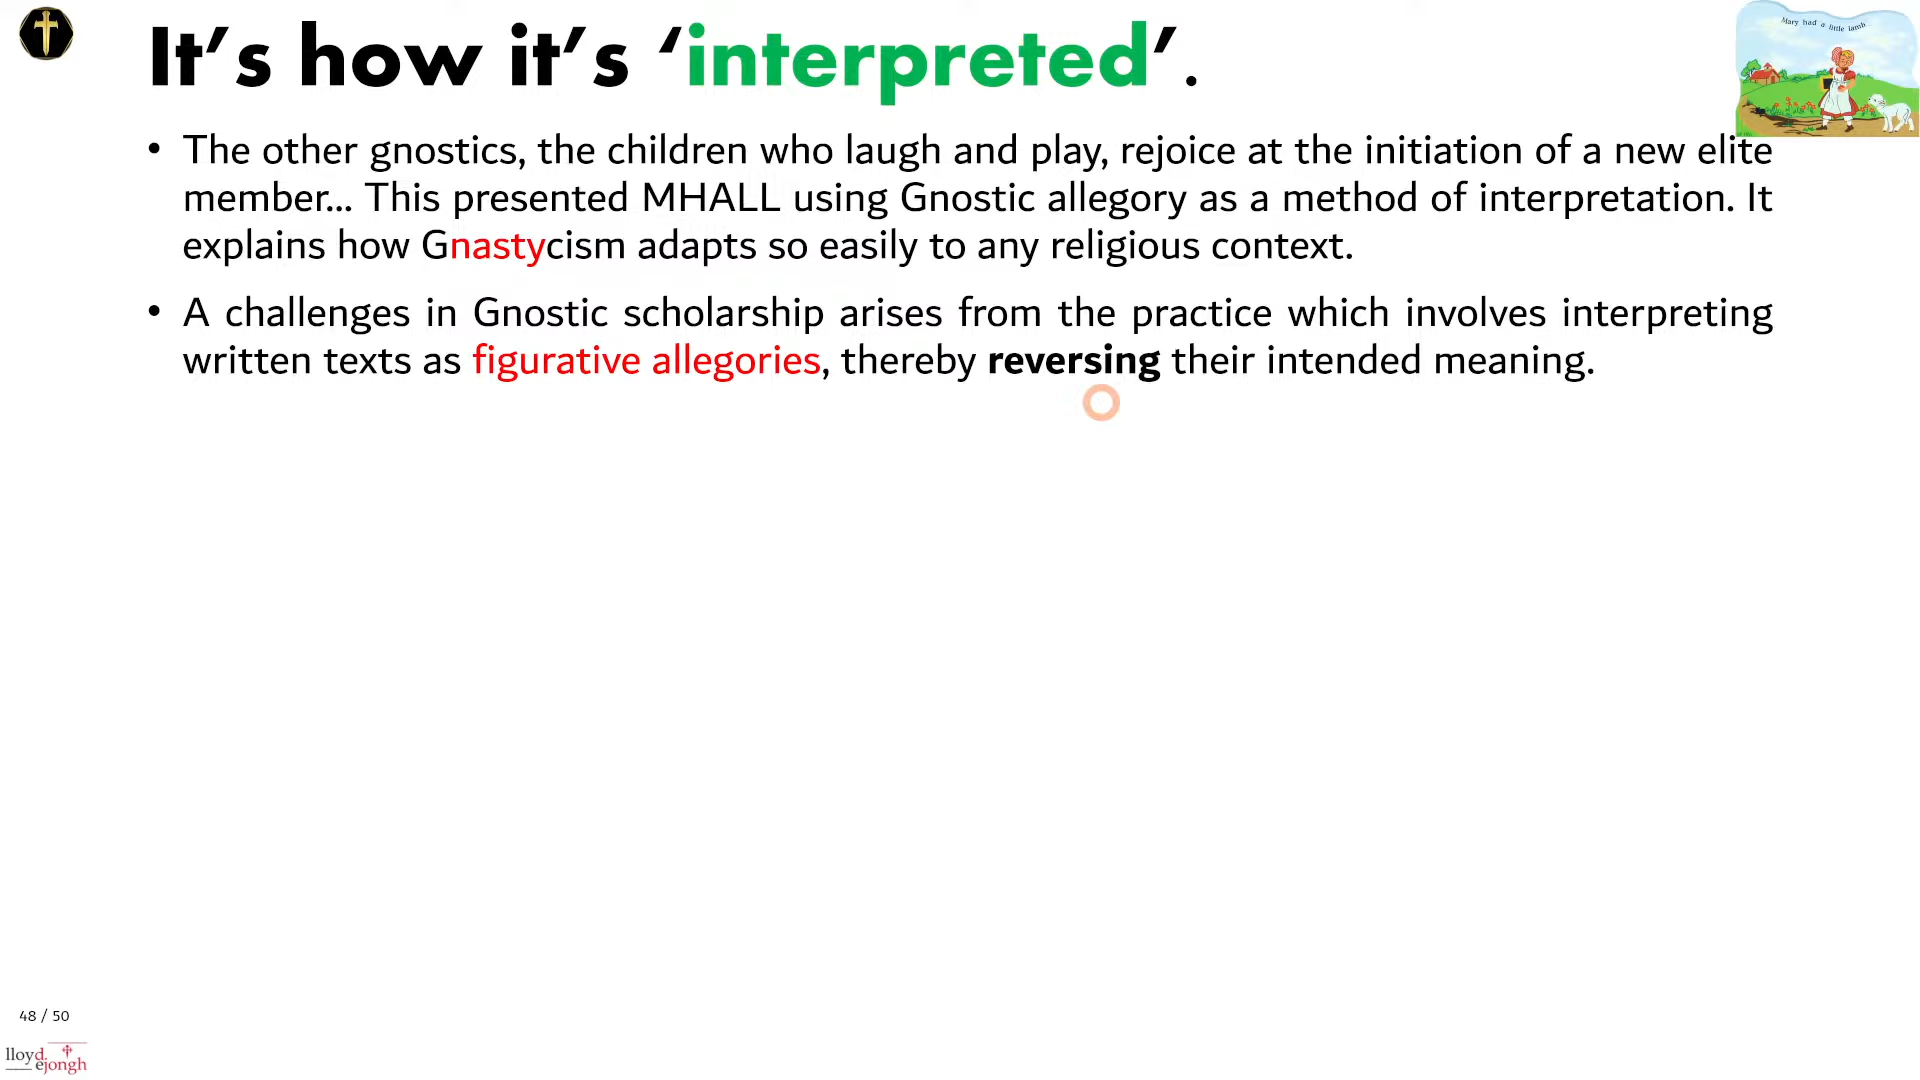 It’s how it’s ‘interpreted’.
Mary had a little lamb
• The other gnostics, the children who laugh and play, rejoice at the initiation of a new elite
member... This presented MHALL using Gnostic allegory as a method of interpretation. It
explains how Gnastycism adapts so easily to any religious context.
• A challenges in Gnostic scholarship arises from the practice which involves interpreting
written texts as figurative allegories, thereby reversing their intended meaning.
48 / 50
lloyd
ejongh